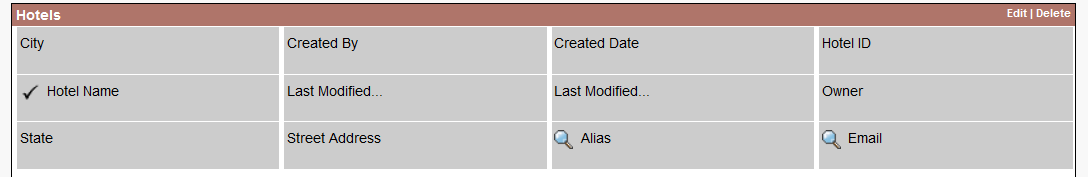 Hotels
Edit | Delete
City
Created By
Created Date
Hotel ID
Hotel Name
Last Modified...
Last Modified...
Owner
State
Street Address
Alias
Email